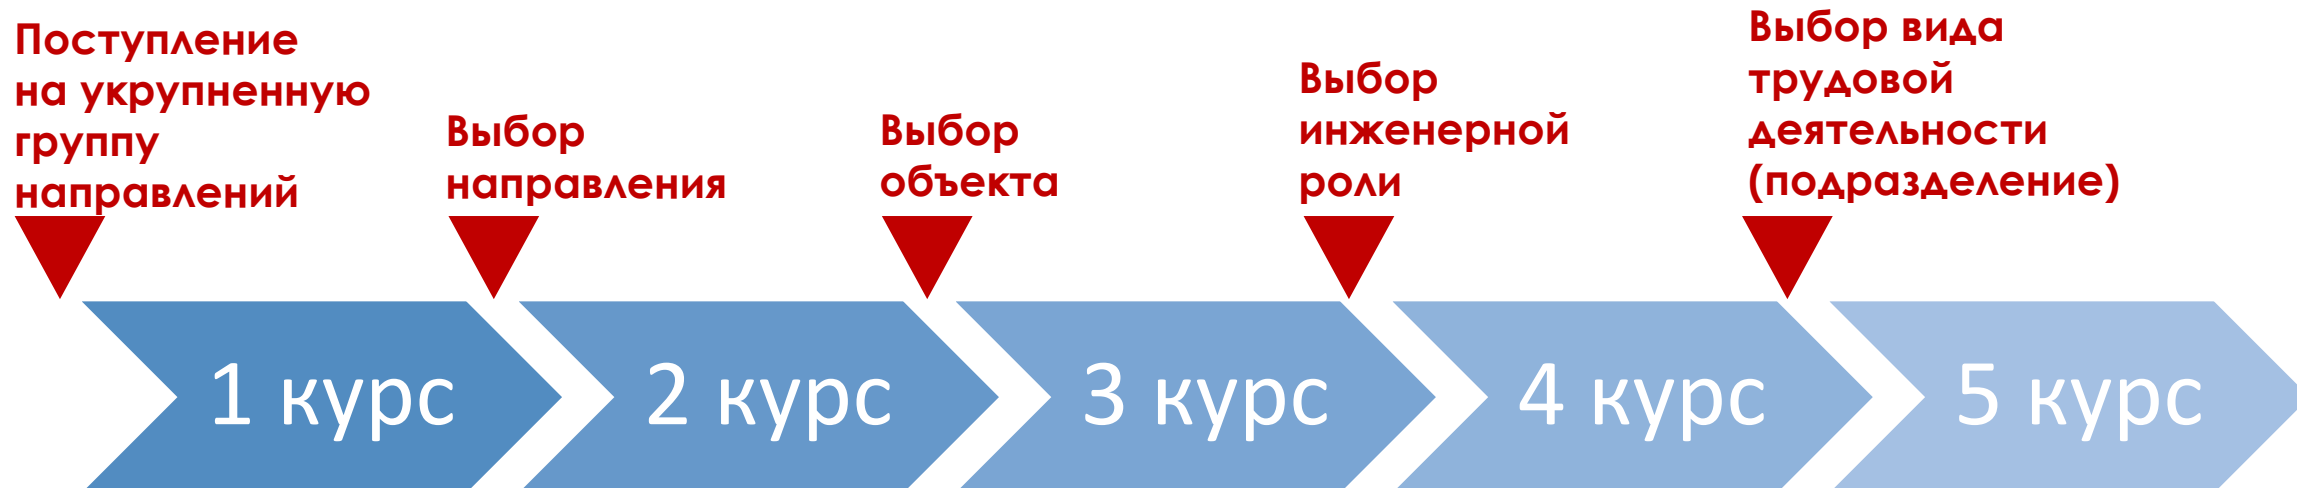 Поступление
на укрупненную
группу
направлений
Выбор
направления
Выбор
объекта
Выбор
инженерной
роли
Выбор вида
трудовой
деятельности
(подразделение)
1 курс
2 курс
3 курс
4 курс
5 курс